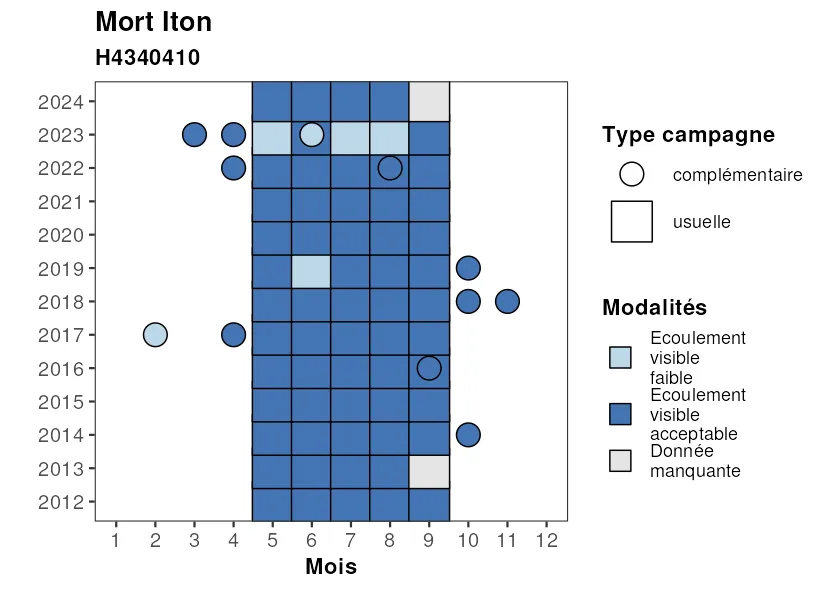 Mort Iton
H4340410
2024
2023
2022
2021
2020
2019
2018
2017
2016
2015
2014
2013
2012
1 2 3 4 5 6 7 8 9 10 11 12
Mois
Type campagne
complémentaire
usuelle
Modalités
Ecoulement
visible
faible
Ecoulement
visible
acceptable
Donnée
manquante